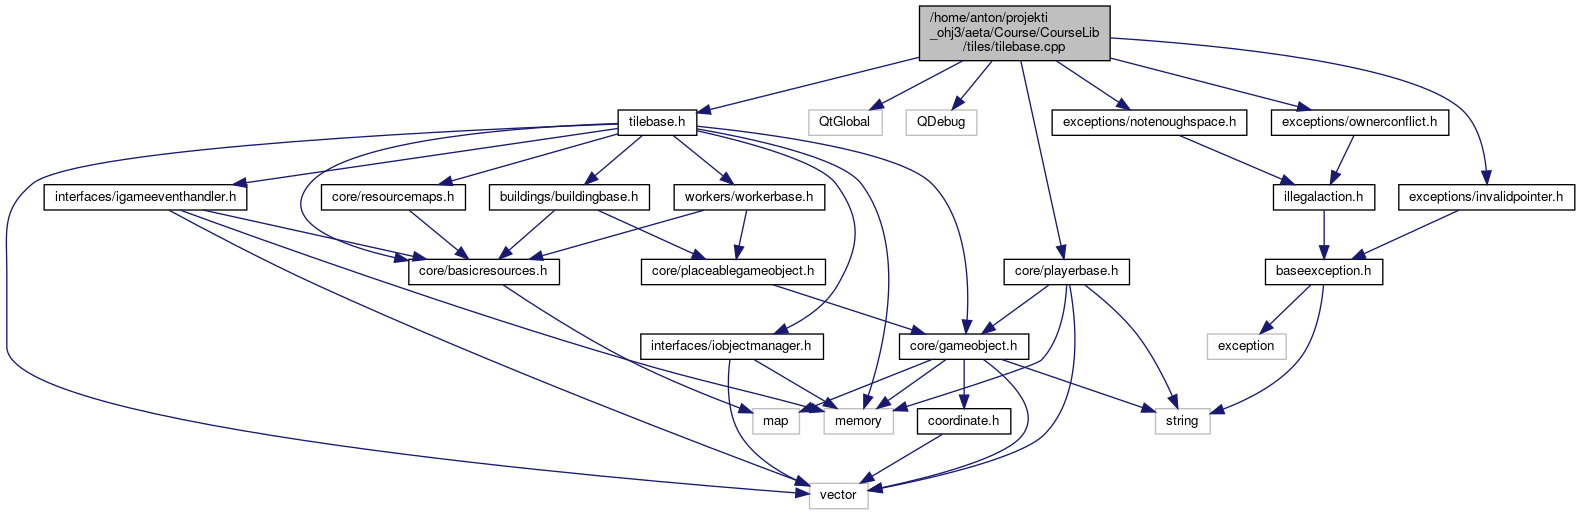 /home/anton/projekti
_ohj3/aeta/Course/CourseLib
/tiles/tilebase.cpp
tilebase.h
QtGlobal
QDebug
exceptions/notenoughspace.h
exceptions/ownerconflict.h
interfaces/igameeventhandler.h
core/resourcemaps.h
buildings/buildingbase.h
workers/workerbase.h
illegalaction.h
exceptions/invalidpointer.h
core/basicresources.h
core/placeablegameobject.h
core/playerbase.h
baseexception.h
interfaces/iobjectmanager.h
core/gameobject.h
exception
map
memory
coordinate.h
string
vector